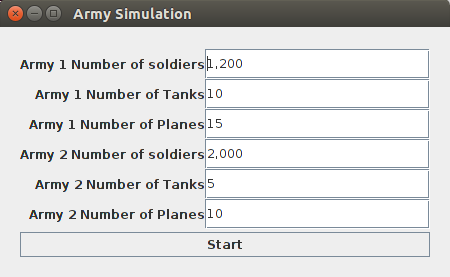 Army Simulation
Army 1 Number of soldiers 1,200
Army 1 Number of Tanks 10
Army 1 Number of Planes 15
Army 2 Number of soldiers 2,000
Army 2 Number of Tanks 5
Army 2 Number of Planes 10
Start